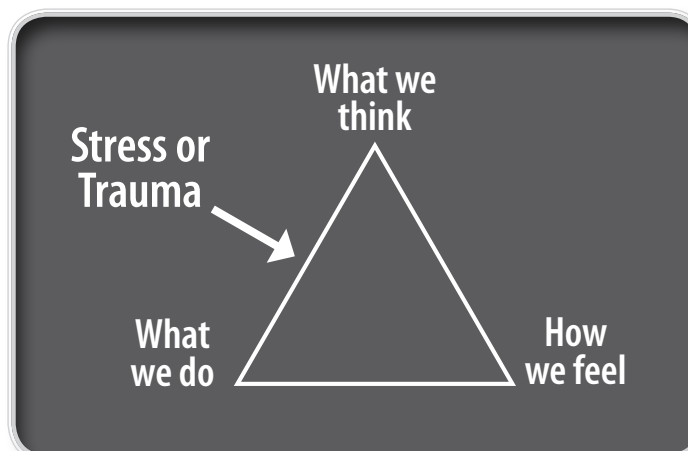 What we
think
Stress or
Trauma
What
we do
How
we feel